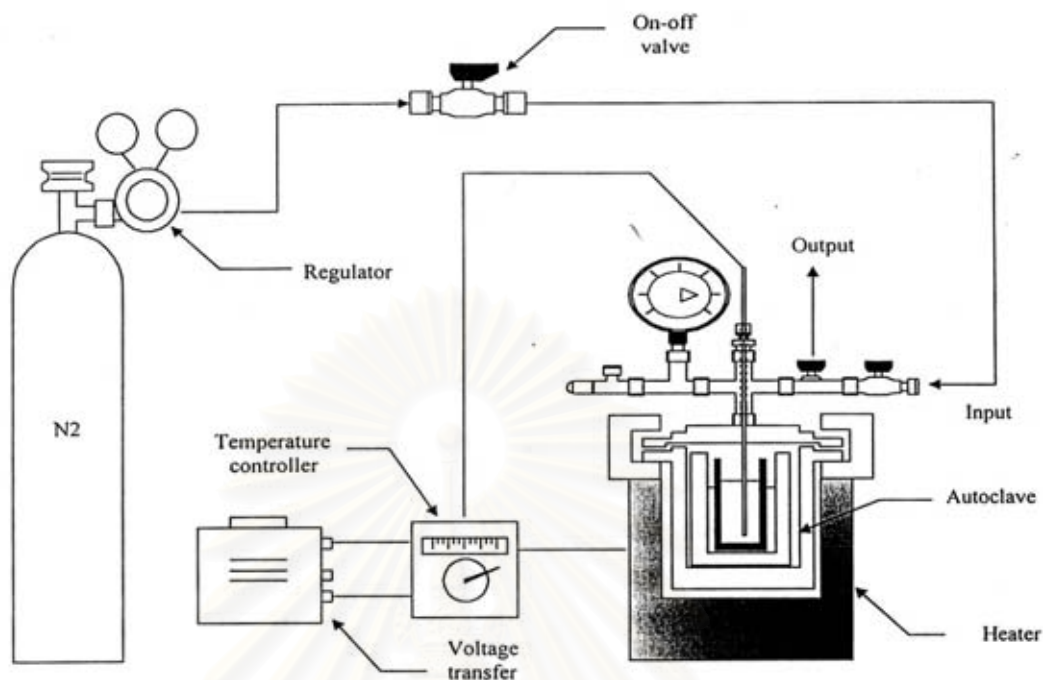 On-off
valve
Regulator
Output
N2
Input
Temperature
controller
Autoclave
Voltage
transfer
Heater